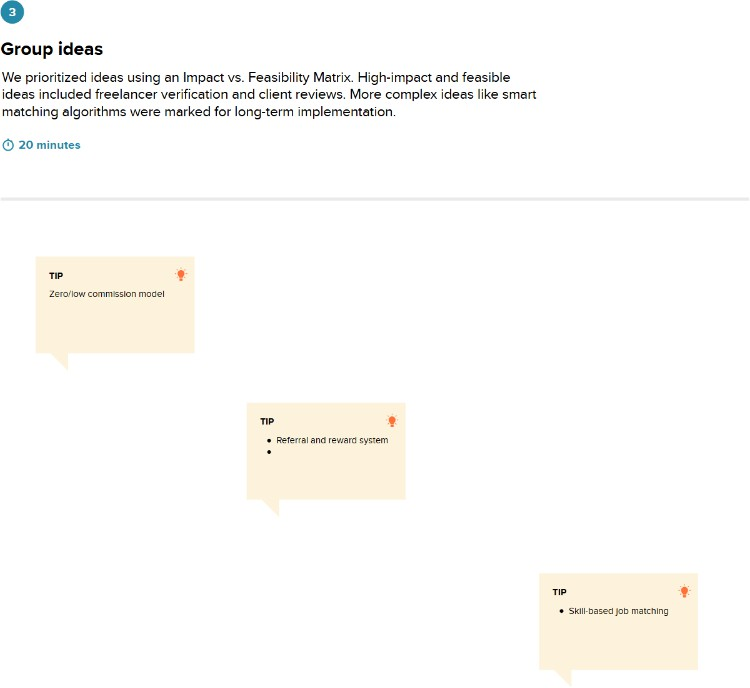 3
Group ideas
We prioritized ideas using an Impact vs. Feasibility Matrix. High-impact and feasible
ideas included freelancer verification and client reviews. More complex ideas like smart
matching algorithms were marked for long-term implementation.
20 minutes
TIP
Zero/low commission model
TIP
• Referral and reward system
•
TIP
• Skill-based job matching